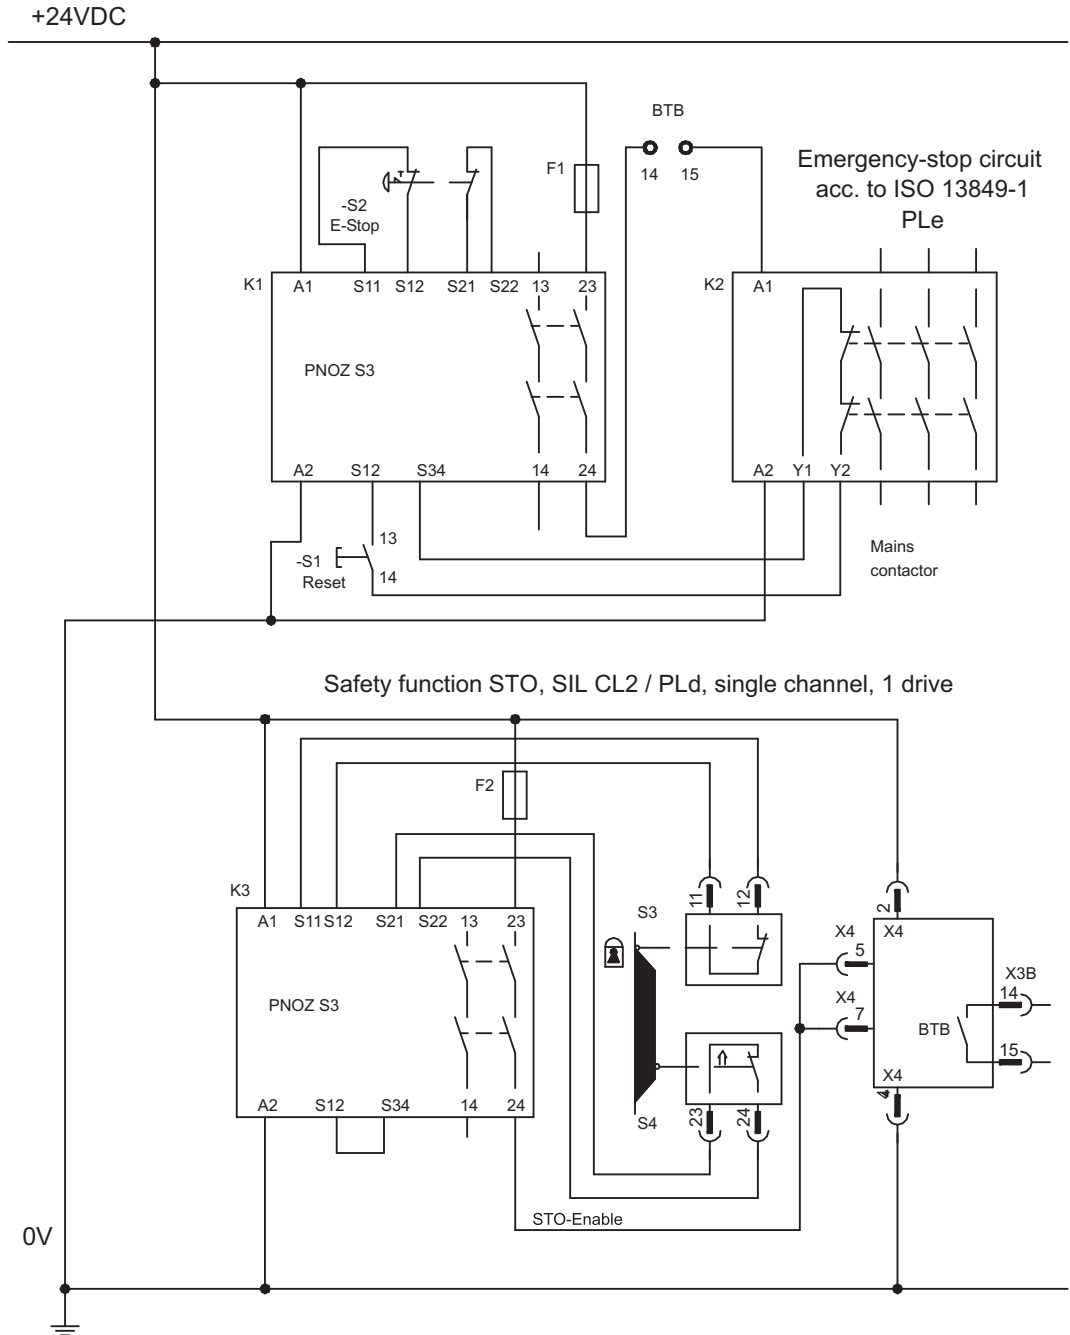 +24VDC
BTB
F1
14 15
Emergency-stop circuit
acc. to ISO 13849-1
PLe
-S2
E-Stop
K1
A1 S11 S12 S21 S22 13 23
K2
A1
PNOZ S3
A2 S12 S34 14 24
A2 Y1 Y2
13
-S1
Reset
14
Mains
contactor
Safety function STO, SIL CL2 / PLd, single channel, 1 drive
F2
K3
A1 S11 S12 S21 S22 13 23
11 12
S3
2
X4
X4
5
X3B
14
PNOZ S3
X4
7
BTB
15
X4
4
A2 S12 S34 14 24
S4
23 24
STO-Enable
0V